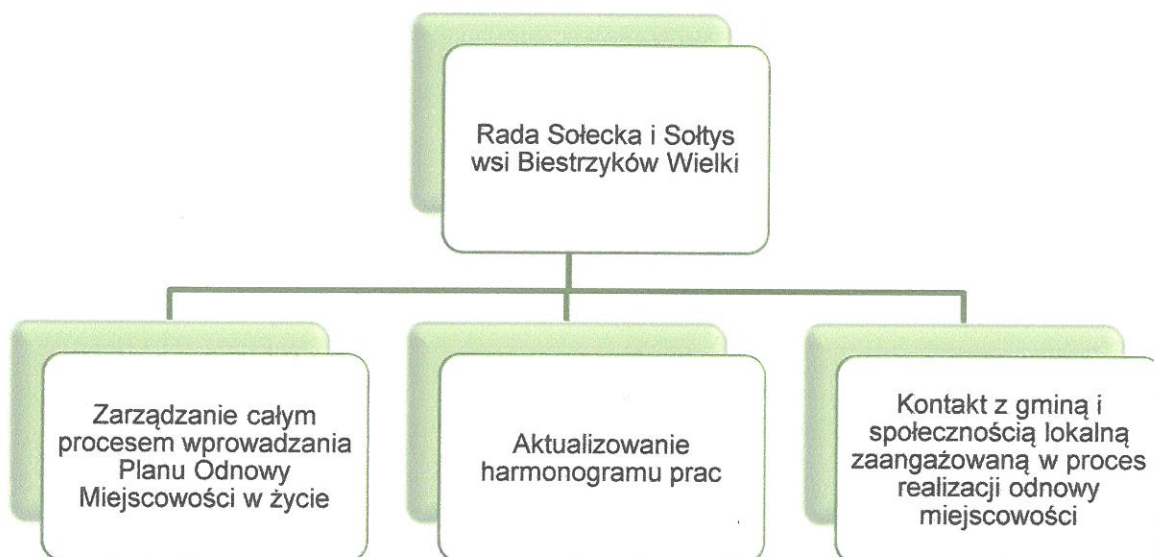 Rada Sołecka i Sołtys
wsi Biestrzyków Wielki
Zarządzanie całym
procesem wprowadzania
Planu Odnowy
Miejscowości w życie
Aktualizowanie
harmonogramu prac
Kontakt z gminą i
społecznością lokalną
zaangażowaną w proces
realizacji odnowy
miejscowości